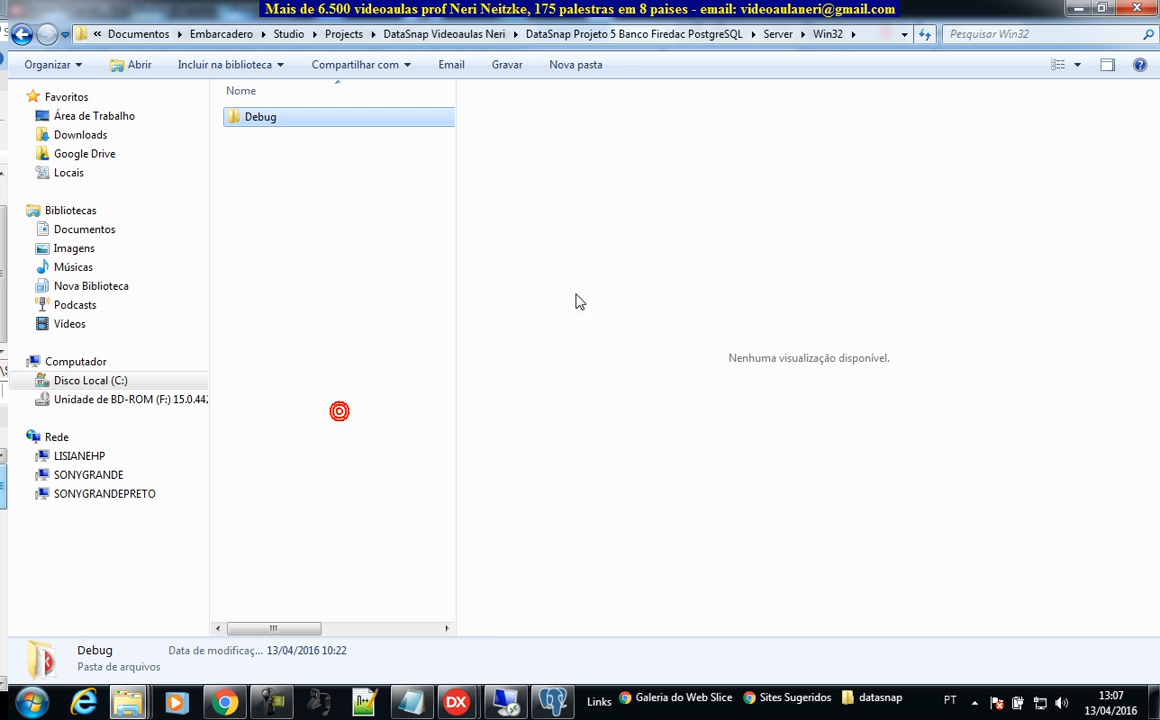 Mais de 6.500 videoaulas prof Neri Neitzke, 175 palestras em 8 paises - email: videoaulaneri@gmail.com
« Documentos Embarcadero Studio Projects DataSnap Videoaulas Neri DataSnap Projeto 5 Banco Firedac PostgreSQL Server Win32
Pesquisar Win32
Organizar Abrir Incluir na biblioteca Compartilhar com Email Gravar Nova pasta
Nome
Debug
Favoritos
Área de Trabalho
Downloads
Google Drive
Locais
Bibliotecas
Documentos
Imagens
Músicas
Nova Biblioteca
Podcasts
Vídeos
Computador
Disco Local (C:)
Unidade de BD-ROM (F:) 15.0.442
Rede
LISIANEHP
SONYGRANDE
SONYGRANDEPRETO
Nenhuma visualização disponível.
Debug Data de modificaç... 13/04/2016 10:22
Pasta de arquivos
Links Galeria do Web Slice Sites Sugeridos datasnap PT 13:07
13/04/2016